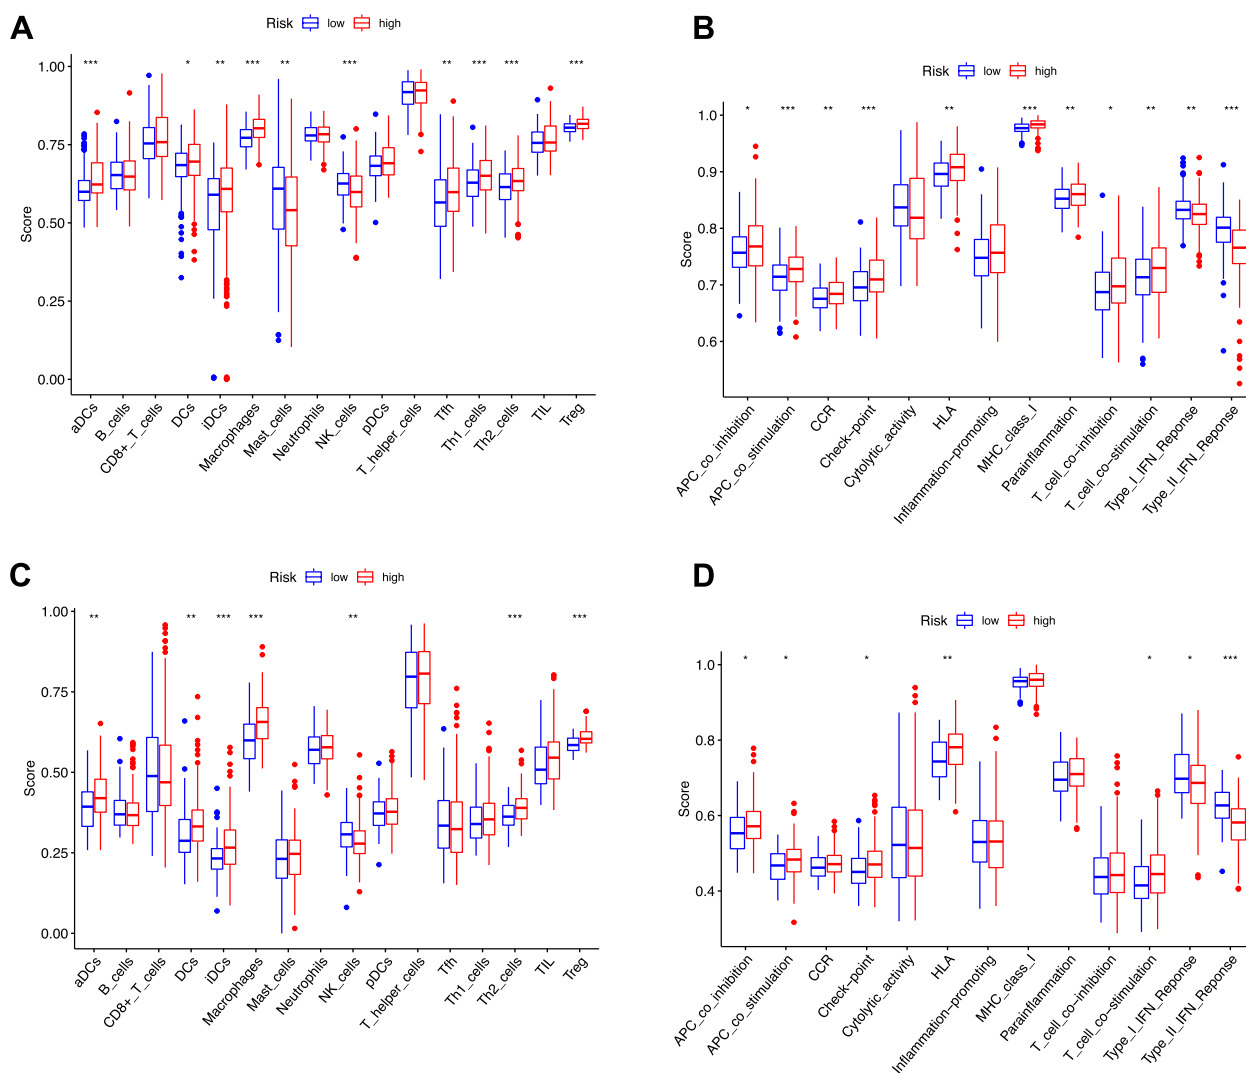 A
Risk low high
*** * ** *** ** *** ** *** *** ***
Score
1.00
0.75
0.50
0.25
0.00
aDCs
B_cells
CD8+_T_cells
DCs
iDCs
Macrophages
Mast_cells
Neutrophils
NK_cells
pDCs
T_helper_cells
Tfh
Th1_cells
Th2_cells
TIL
Treg
B
Risk low high
* *** ** *** ** *** ** * ** ** ***
Score
1.0
0.9
0.8
0.7
0.6
APC_co_inhibition
APC_co_stimulation
CCR
Check−point
Cytolytic_activity
HLA
Inflammation−promoting
MHC_class_I
Parainflammation
T_cell_co−inhibition
T_cell_co−stimulation
Type_I_IFN_Reponse
Type_II_IFN_Reponse
C
Risk low high
** ** *** *** ** *** ***
Score
1.00
0.75
0.50
0.25
0.00
aDCs
B_cells
CD8+_T_cells
DCs
iDCs
Macrophages
Mast_cells
Neutrophils
NK_cells
pDCs
T_helper_cells
Tfh
Th1_cells
Th2_cells
TIL
Treg
D
Risk low high
* * * ** * * ***
Score
1.0
0.8
0.6
0.4
APC_co_inhibition
APC_co_stimulation
CCR
Check−point
Cytolytic_activity
HLA
Inflammation−promoting
MHC_class_I
Parainflammation
T_cell_co−inhibition
T_cell_co−stimulation
Type_I_IFN_Reponse
Type_II_IFN_Reponse